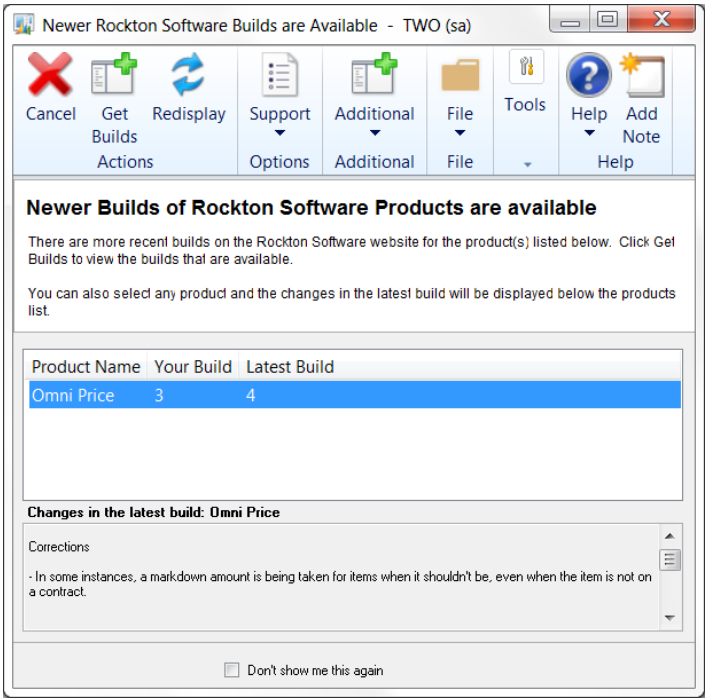 Newer Rockton Software Builds are Available - TWO (sa)
Cancel
Get Builds
Redisplay
Support
Additional
File
Tools
Help
Add Note
Actions
Options
Additional
File
Help
Newer Builds of Rockton Software Products are available
There are more recent builds on the Rockton Software website for the product(s) listed below. Click Get
Builds to view the builds that are available.
You can also select any product and the changes in the latest build will be displayed below the products
list.
Product Name Your Build Latest Build
Omni Price 3 4
Changes in the latest build: Omni Price
Corrections
- In some instances, a markdown amount is being taken for items when it shouldn't be, even when the item is not on
a contract.
Don't show me this again